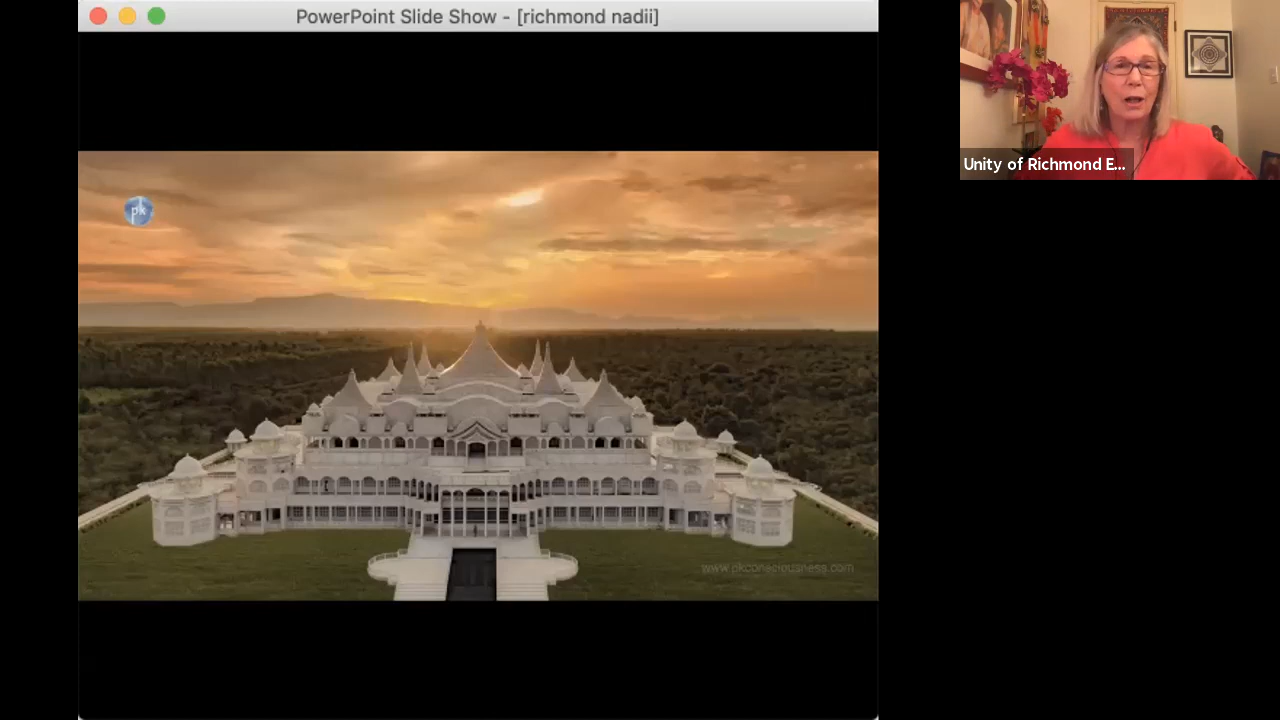 PowerPoint Slide Show - [richmond nadii]
pk
Unity of Richmond E...
www.pkconsciousness.com